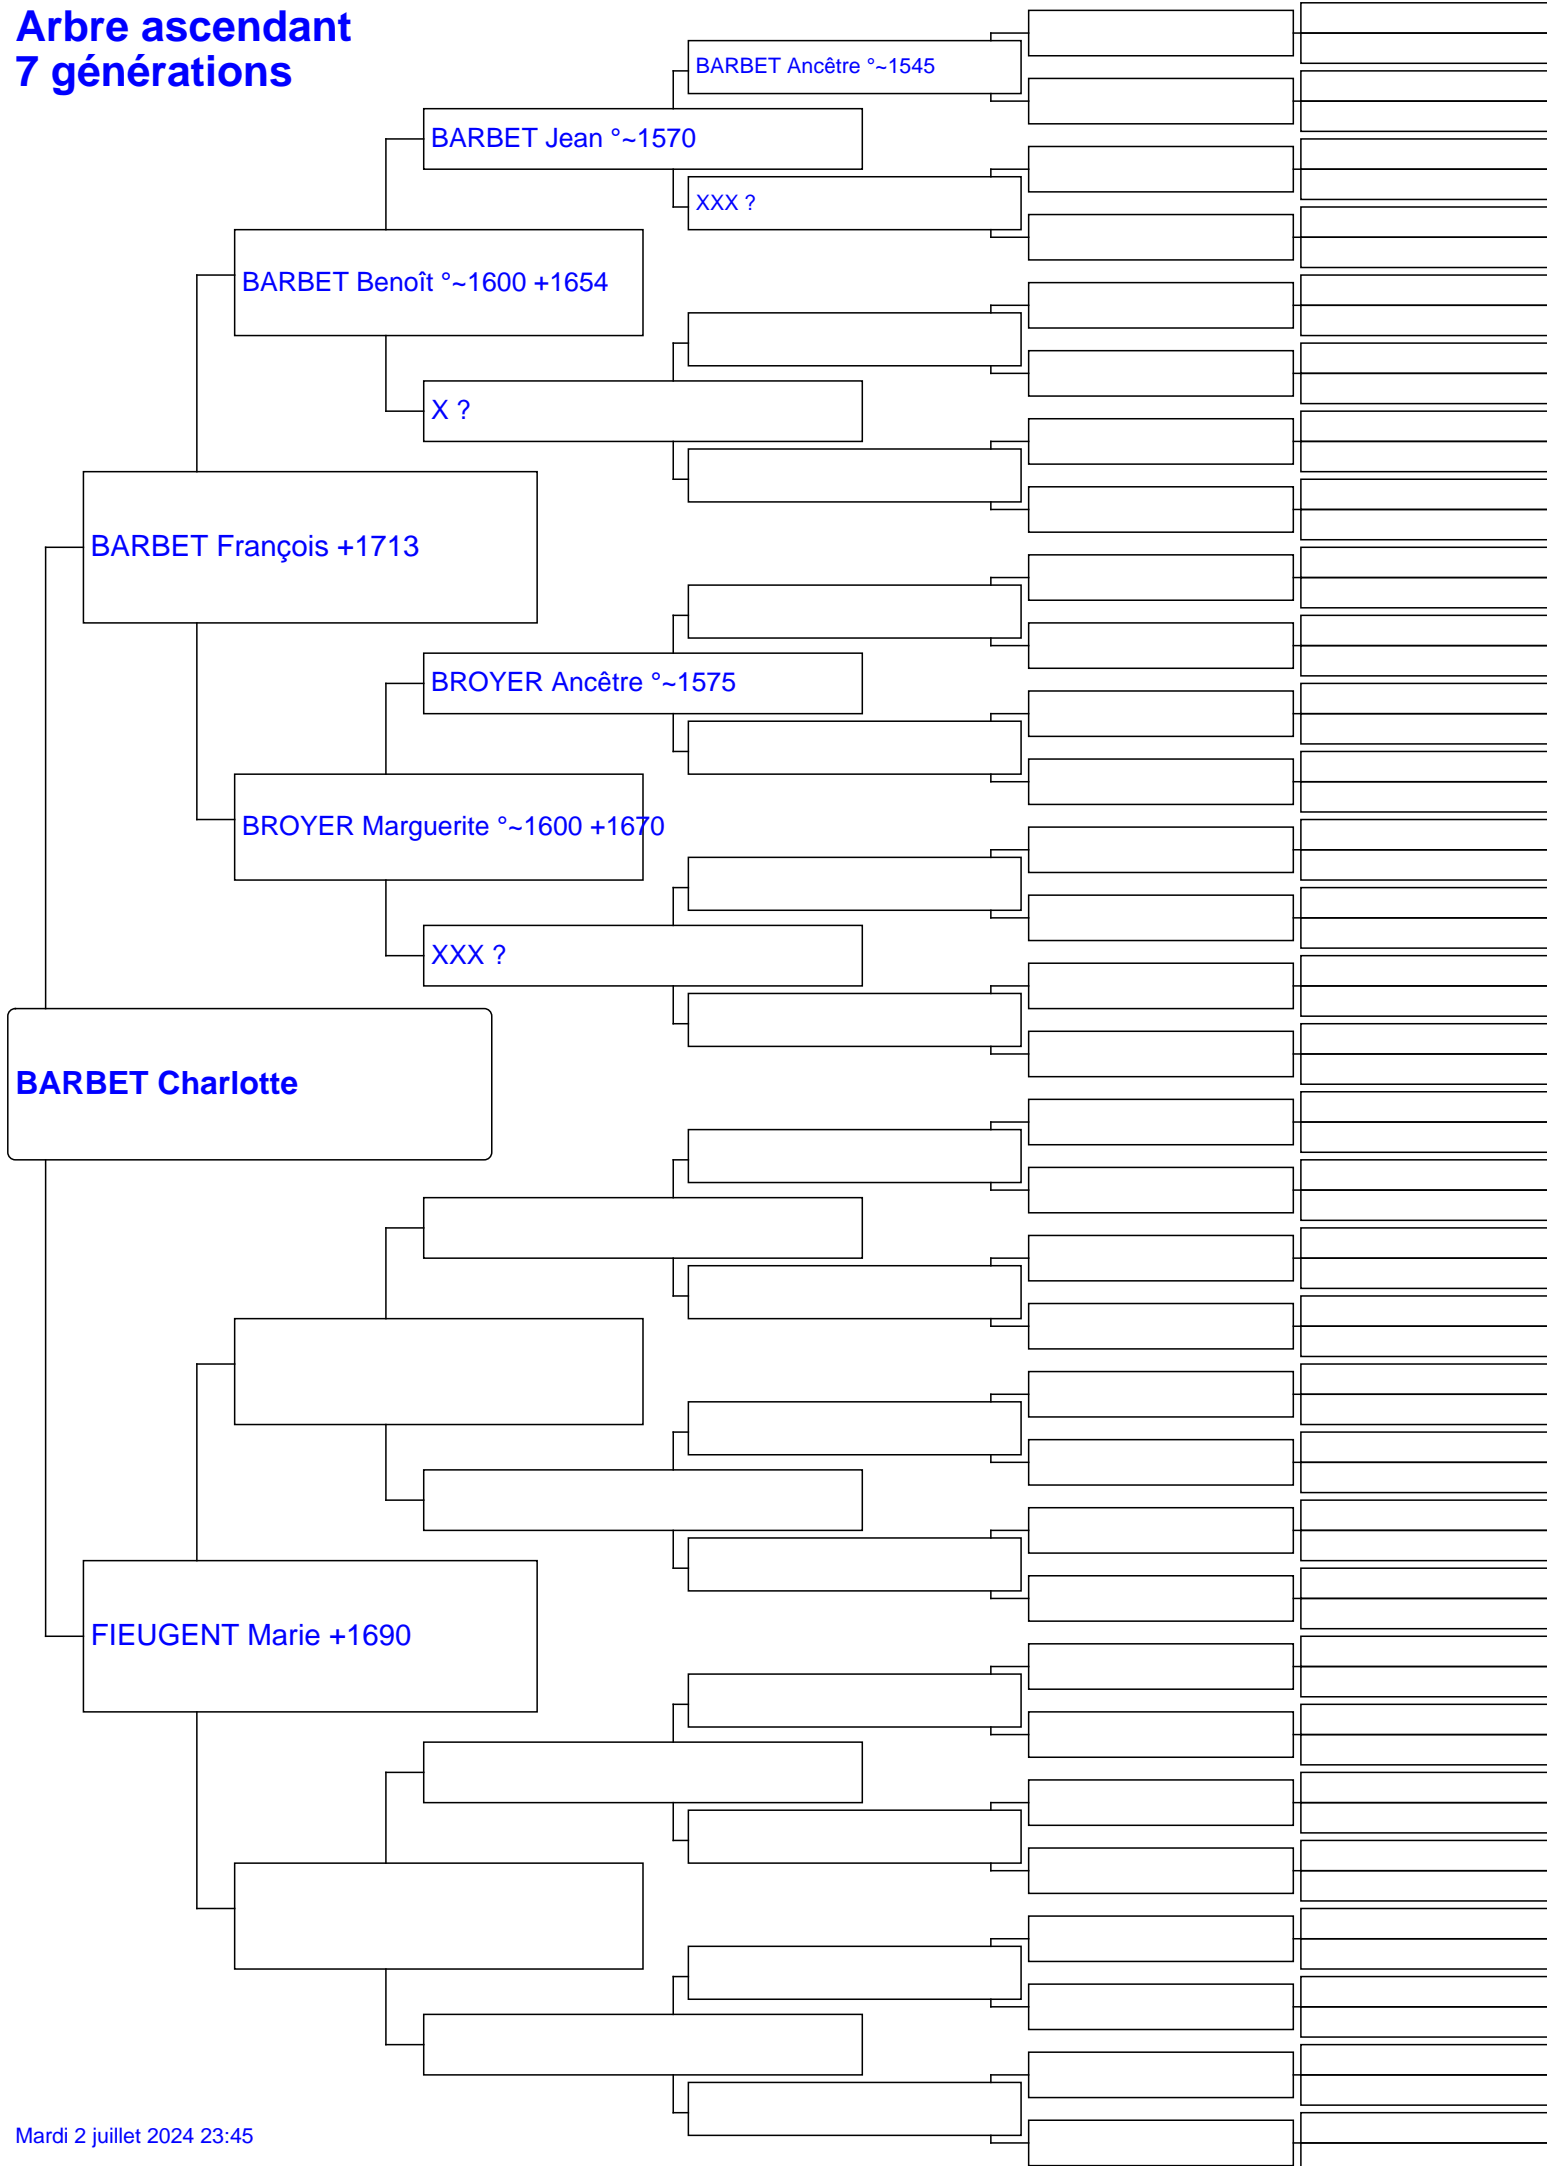 Arbre ascendant
7 générations
BARBET Ancêtre °~1545
BARBET Jean °~1570
XXX ?
BARBET Benoît °~1600 +1654
X ?
BARBET François +1713
BROYER Ancêtre °~1575
BROYER Marguerite °~1600 +1670
XXX ?
BARBET Charlotte
FIEUGENT Marie +1690
Mardi 2 juillet 2024 23:45